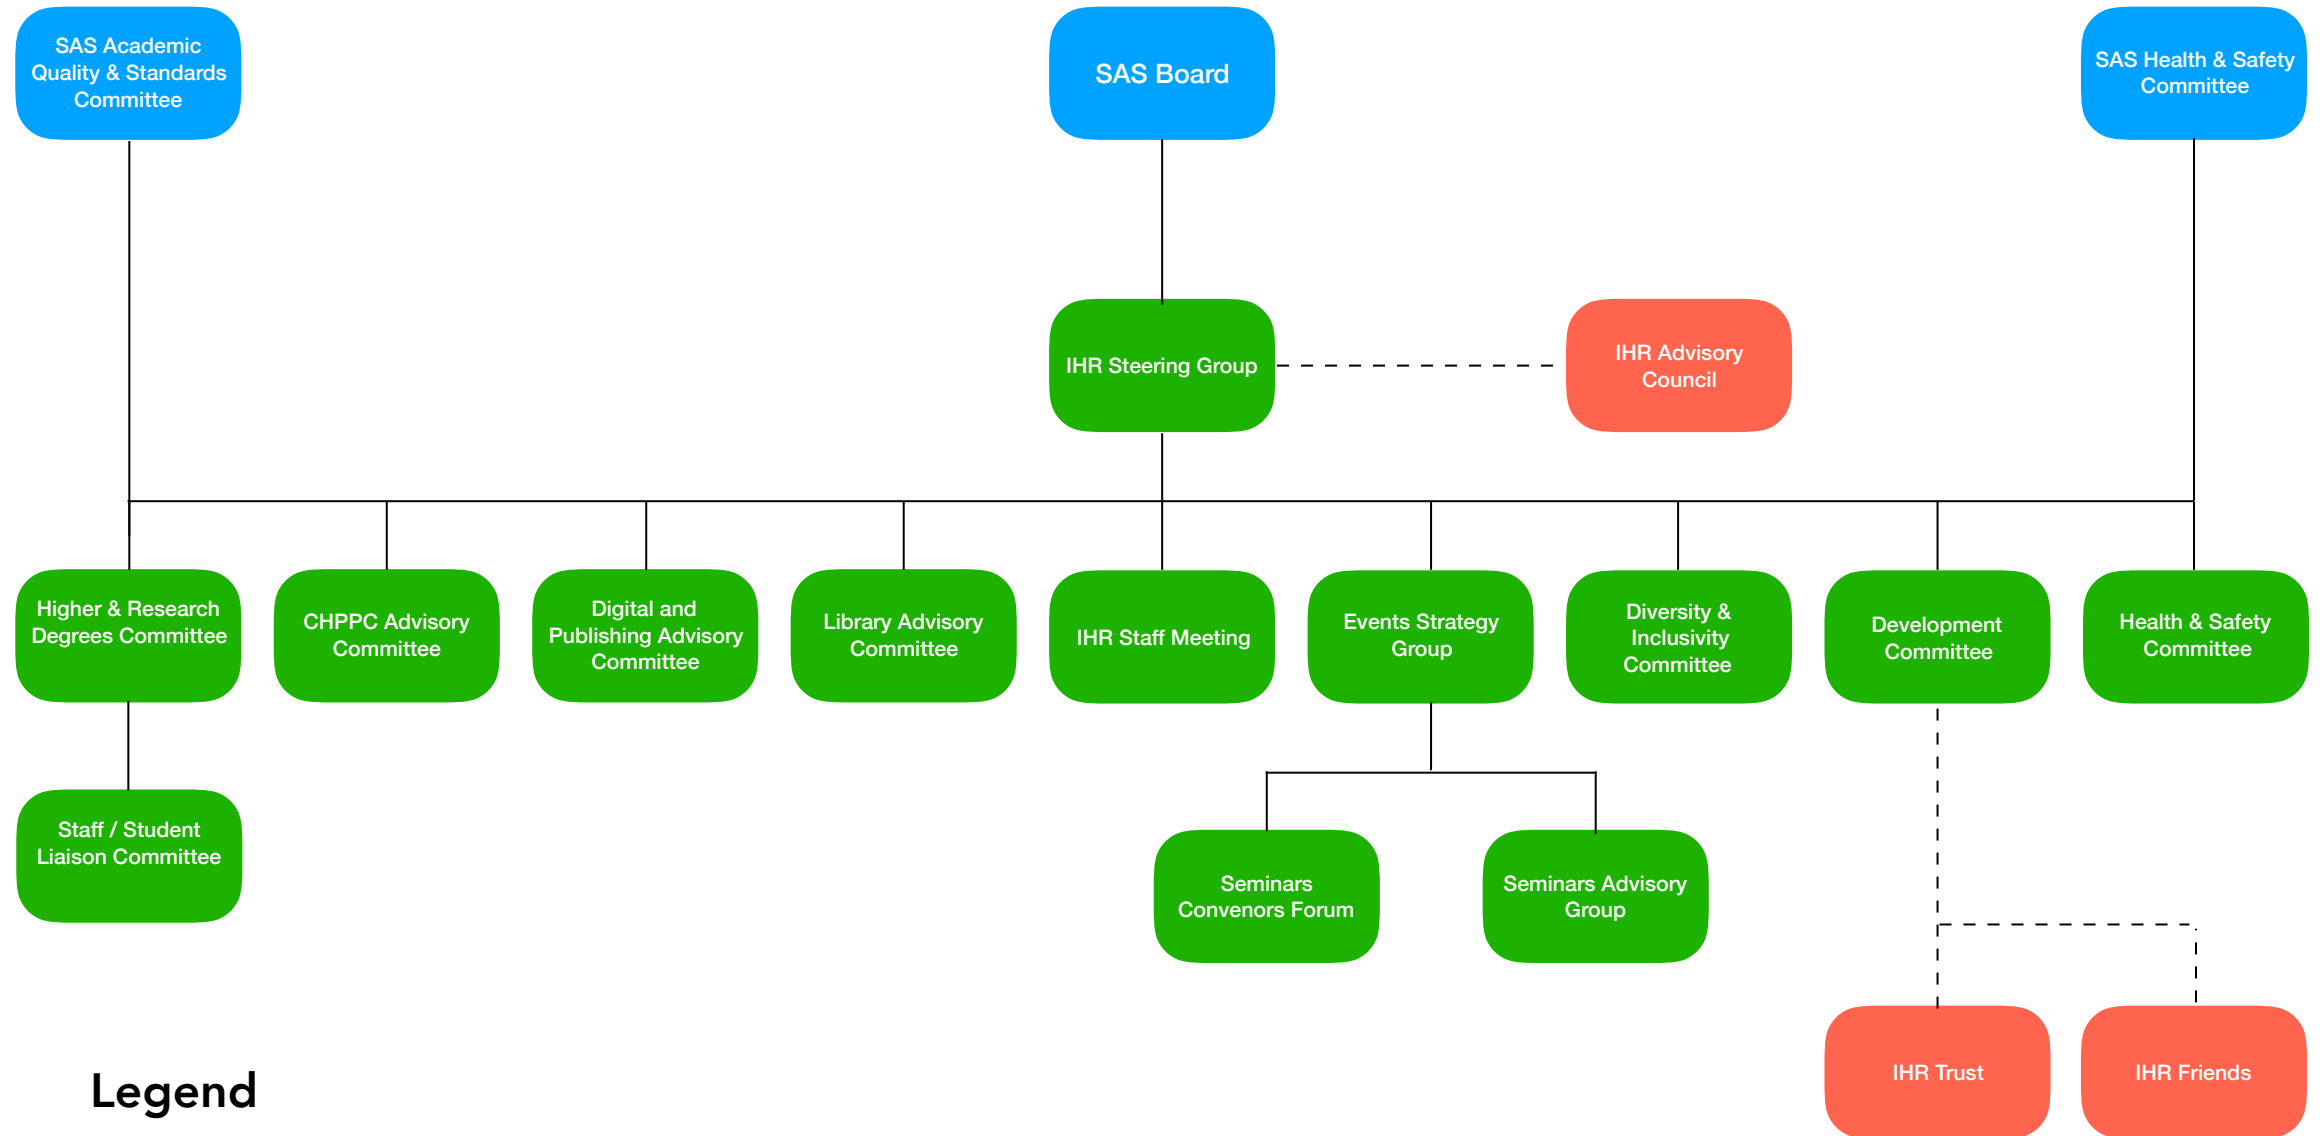 SAS Academic
Quality & Standards
Committee
SAS Board
SAS Health & Safety
Committee
IHR Steering Group
IHR Advisory
Council
Higher & Research
Degrees Committee
CHPPC Advisory
Committee
Digital and
Publishing Advisory
Committee
Library Advisory
Committee
IHR Staff Meeting
Events Strategy
Group
Diversity &
Inclusivity
Committee
Development
Committee
Health & Safety
Committee
Staff / Student
Liaison Committee
Seminars
Convenors Forum
Seminars Advisory
Group
IHR Trust
IHR Friends
Legend